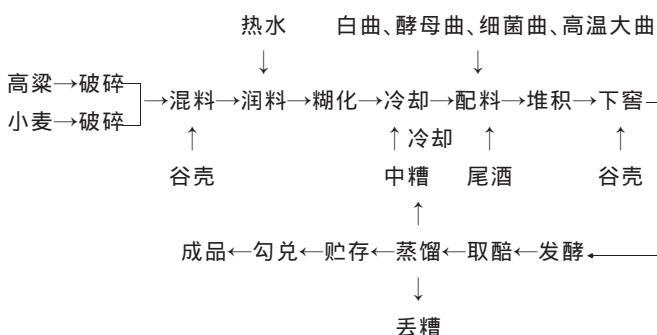 热水 白曲、酵母曲、细菌曲、高温大曲
高粱→破碎
→混料→润料→糊化→冷却→配料→堆积→下窖
小麦→破碎
冷却
谷壳 中糟 尾酒 谷壳
成品←勾兑←贮存←蒸馏←取醅←发酵
丢糟